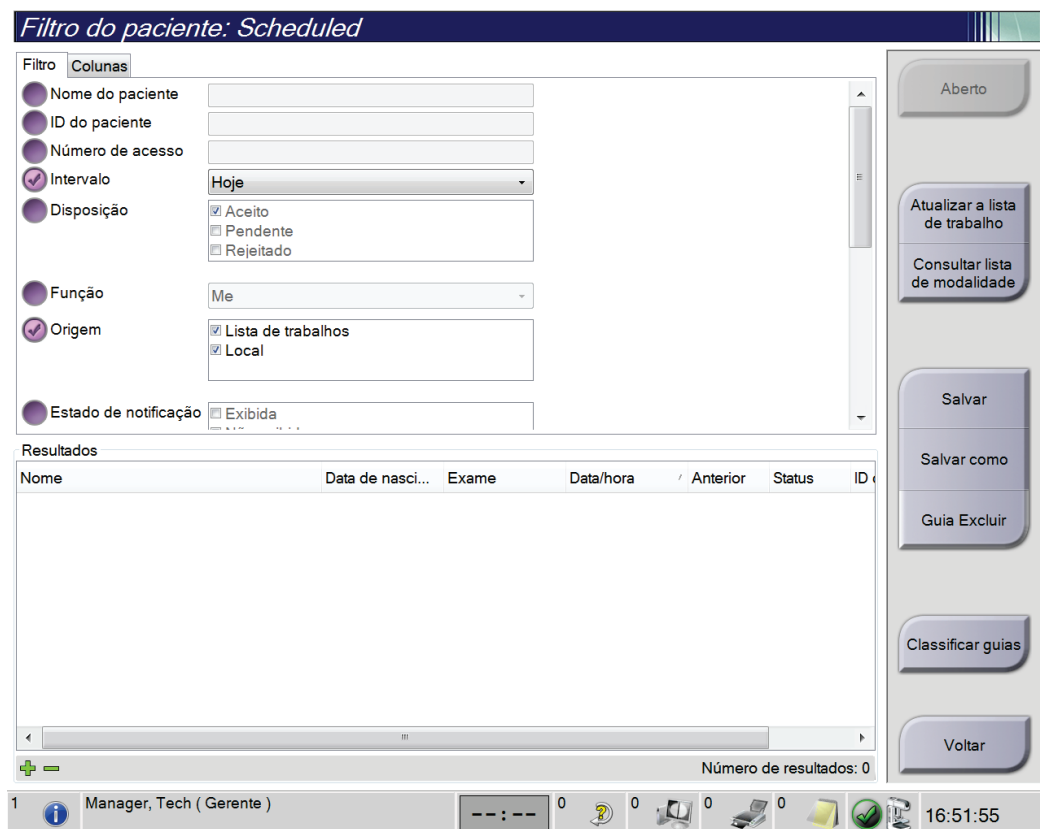 Filtro do paciente: Scheduled
Filtro Colunas
Nome do paciente
ID do paciente
Número de acesso
Intervalo Hoje
Disposição Aceito
Pendente
Rejeitado
Função Me
Origem Lista de trabalhos
Local
Estado de notificação Exibida
Resultados
Nome Data de nasci... Exame Data/hora Anterior Status ID
Número de resultados: 0
Aberto
Atualizar a lista
de trabalho
Consultar lista
de modalidade
Salvar
Salvar como
Guia Excluir
Classificar guias
Voltar
1 Manager, Tech ( Gerente ) --:-- 0 0 0 0 16:51:55